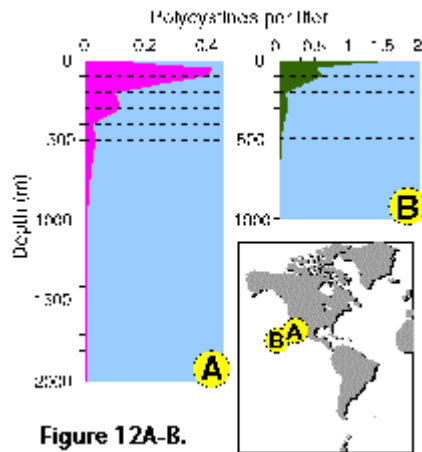 Polycystines per liter
0 0.2 0.4
0 0.5 1 1.5 2
0
500
1000
1500
2000
Depth (m)
A
0
500
1000
B
B A
Figure 12A-B.